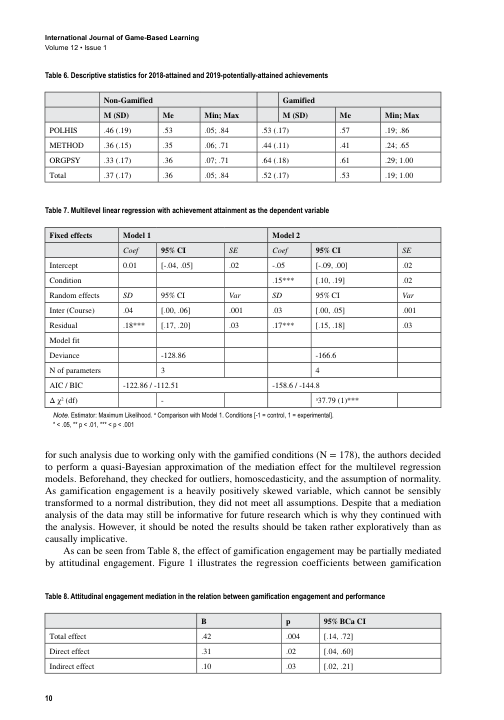 International Journal of Game-Based Learning
Volume 12 • Issue 1
Table 6. Descriptive statistics for 2018-attained and 2019-potentially-attained achievements
Non-Gamified Gamified
M (SD) Me Min; Max M (SD) Me Min; Max
POLHIS .46 (.19) .53 .05; .84 .53 (.17) .57 .19; .86
METHOD .36 (.15) .35 .06; .71 .44 (.11) .41 .24; .65
ORGPSY .33 (.17) .36 .07; .71 .64 (.18) .61 .29; 1.00
Total .37 (.17) .36 .05; .84 .52 (.17) .53 .19; 1.00
Table 7. Multilevel linear regression with achievement attainment as the dependent variable
Fixed effects Model 1 Model 2
Coef 95% CI SE Coef 95% CI SE
Intercept 0.01 [-.04, .05] .02 -.05 [-.09, .00] .02
Condition .15*** [.10, .19] .02
Random effects SD 95% CI Var SD 95% CI Var
Inter (Course) .04 [.00, .06] .001 .03 [.00, .05] .001
Residual .18*** [.17, .20] .03 .17*** [.15, .18] .03
Model fit
Deviance -128.86 -166.6
N of parameters 3 4
AIC / BIC -122.86 / -112.51 -158.6 / -144.8
Δ χ² (df) - ᵃ37.79 (1)***
Note. Estimator: Maximum Likelihood. ᵃ Comparison with Model 1. Conditions [-1 = control, 1 = experimental].
* < .05, ** p < .01, *** < p < .001
for such analysis due to working only with the gamified conditions (N = 178), the authors decided
to perform a quasi-Bayesian approximation of the mediation effect for the multilevel regression
models. Beforehand, they checked for outliers, homoscedasticity, and the assumption of normality.
As gamification engagement is a heavily positively skewed variable, which cannot be sensibly
transformed to a normal distribution, they did not meet all assumptions. Despite that a mediation
analysis of the data may still be informative for future research which is why they continued with
the analysis. However, it should be noted the results should be taken rather exploratively than as
causally implicative.
As can be seen from Table 8, the effect of gamification engagement may be partially mediated
by attitudinal engagement. Figure 1 illustrates the regression coefficients between gamification
Table 8. Attitudinal engagement mediation in the relation between gamification engagement and performance
B p 95% BCa CI
Total effect .42 .004 [.14, .72]
Direct effect .31 .02 [.04, .60]
Indirect effect .10 .03 [.02, .21]
10